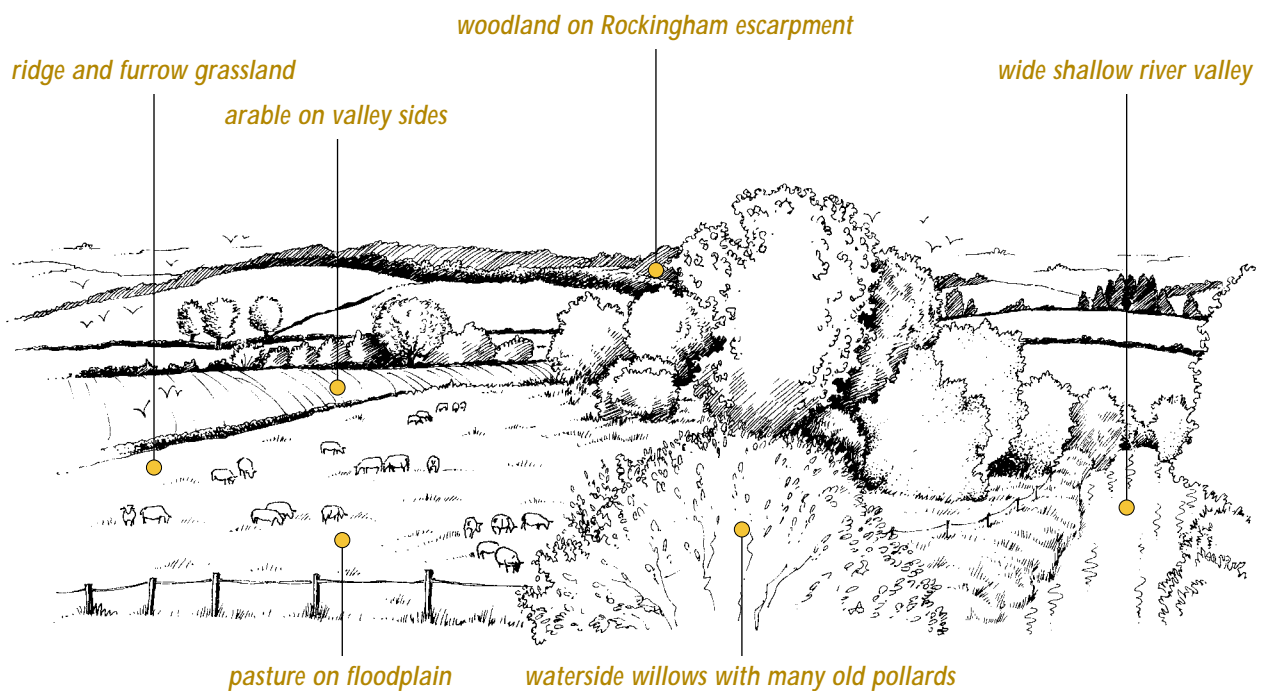 woodland on Rockingham escarpment
ridge and furrow grassland
wide shallow river valley
arable on valley sides
pasture on floodplain
waterside willows with many old pollards